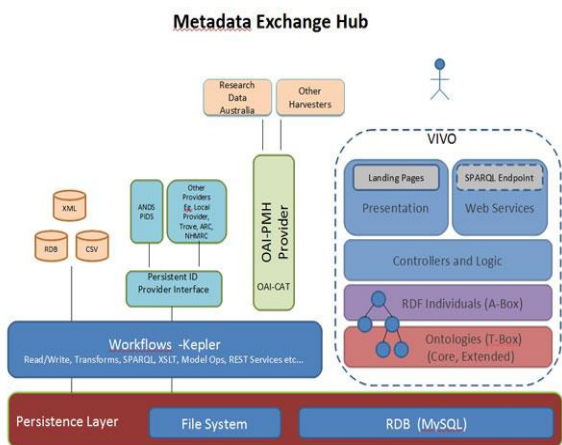 Metadata Exchange Hub
Research
Data
Australia
Other
Harvesters
VIVO
Landing Pages
SPARQL Endpoint
Presentation
Web Services
XML
RDB
CSV
ANDS
PIDS
Other
Providers
Eg, Local
Provider,
Trove, ARC,
NHMRC
OAI-PMH
Provider
OAI-CAT
Controllers and Logic
Persistent ID
Provider Interface
RDF Individuals (A-Box)
Workflows -Kepler
Read/Write, Transforms, SPARQL, XSLT, Model Ops, REST Services etc...
Ontologies (T-Box)
(Core, Extended)
Persistence Layer
File System
RDB (MySQL)